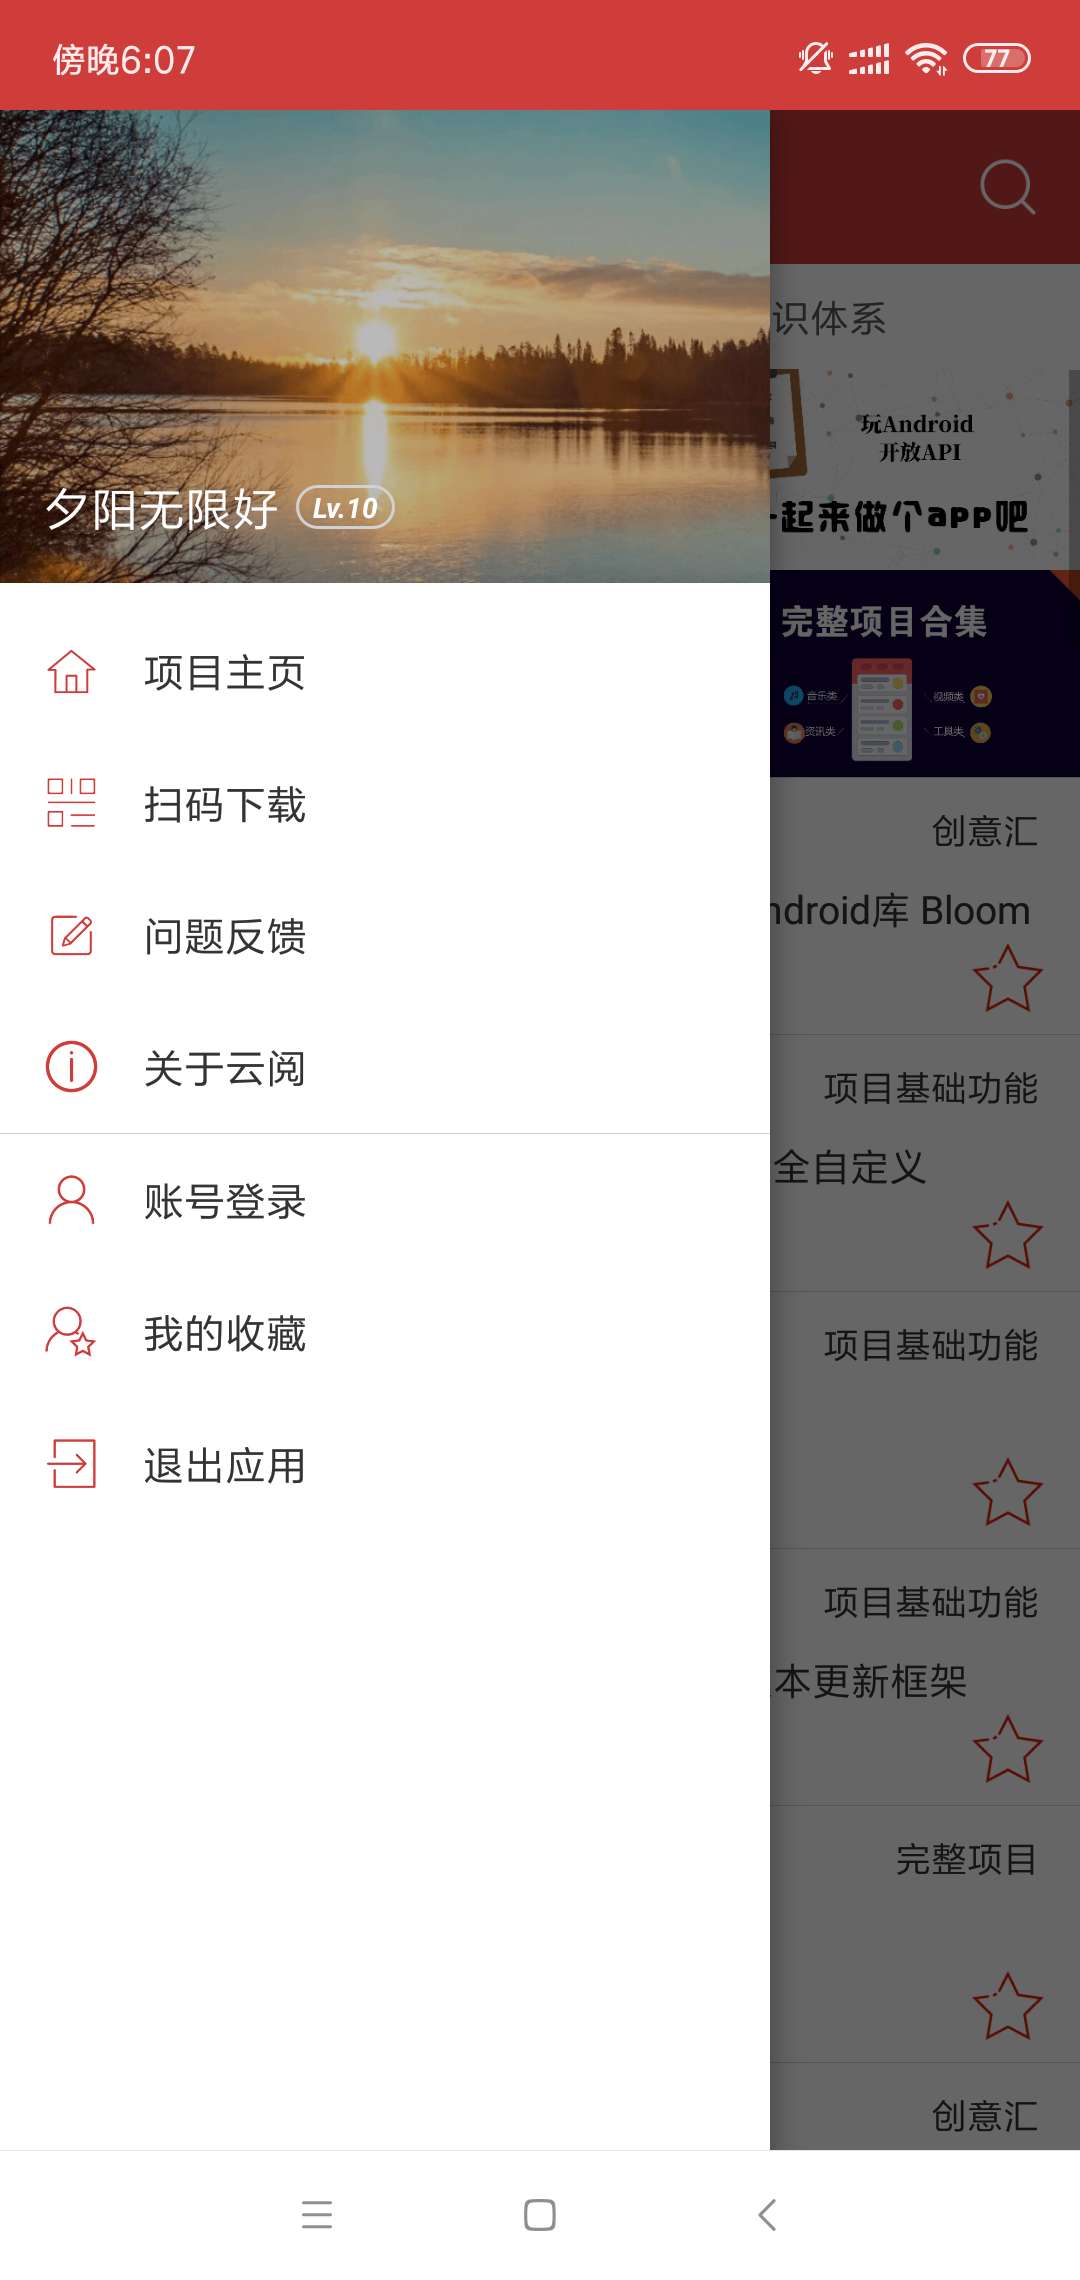 傍晚6:07
77
夕阳无限好 Lv.10
项目主页
扫码下载
问题反馈
关于云阅
账号登录
我的收藏
退出应用
识体系
玩Android
开放API
一起来做个app吧
完整项目合集
音乐类
视频类
资讯类
工具类
创意汇
ndroid库 Bloom
项目基础功能
全自定义
项目基础功能
项目基础功能
本更新框架
完整项目
创意汇